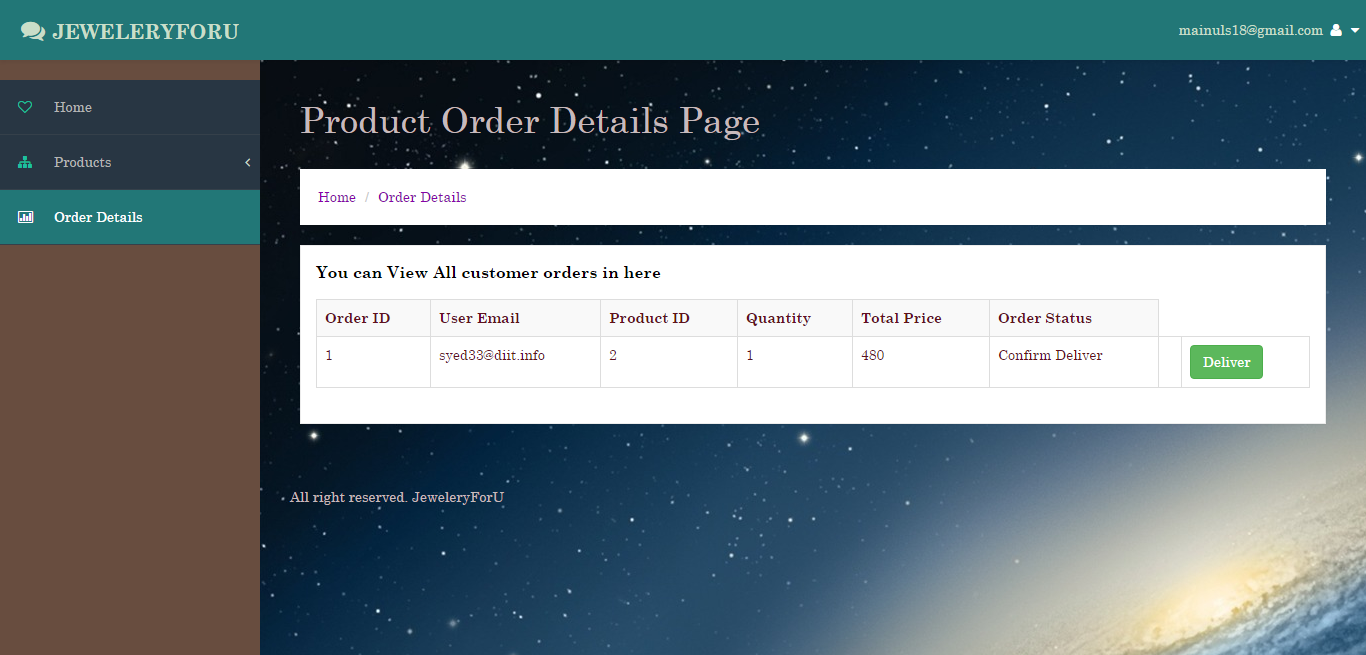 JEWELERYFORU
mainuls18@gmail.com
Home
Products
Order Details
Product Order Details Page
Home / Order Details
You can View All customer orders in here
Order ID User Email Product ID Quantity Total Price Order Status
1 syed33@diit.info 2 1 480 Confirm Deliver Deliver
All right reserved. JeweleryForU